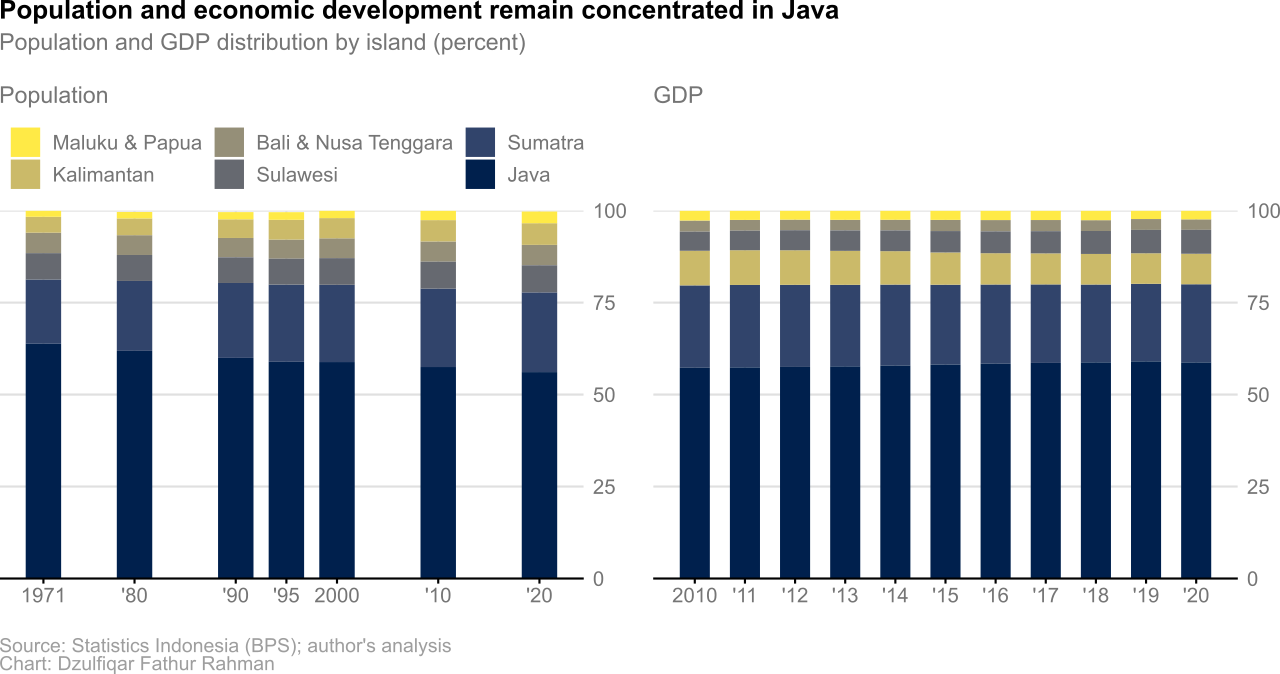 Population and economic development remain concentrated in Java
Population and GDP distribution by island (percent)
Population
Maluku & Papua Bali & Nusa Tenggara Sumatra
Kalimantan Sulawesi Java
100
75
50
25
0
1971 '80 '90 '95 2000 '10 '20
GDP
100
75
50
25
0
2010 '11 '12 '13 '14 '15 '16 '17 '18 '19 '20
Source: Statistics Indonesia (BPS); author's analysis
Chart: Dzulfiqar Fathur Rahman